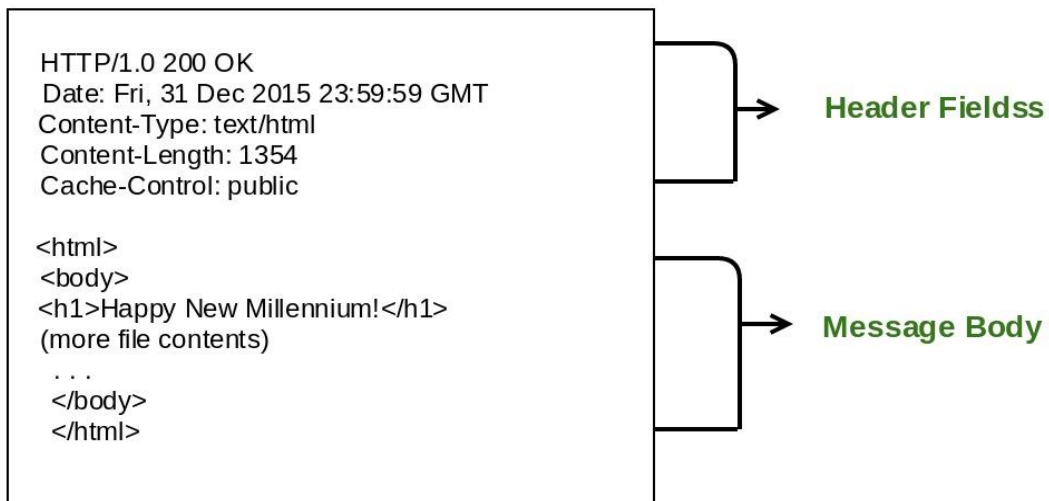 HTTP/1.0 200 OK
Date: Fri, 31 Dec 2015 23:59:59 GMT
Content-Type: text/html
Content-Length: 1354
Cache-Control: public
Header Fieldss
<html>
<body>
<h1>Happy New Millennium!</h1>
(more file contents)
. . .
</body>
</html>
Message Body